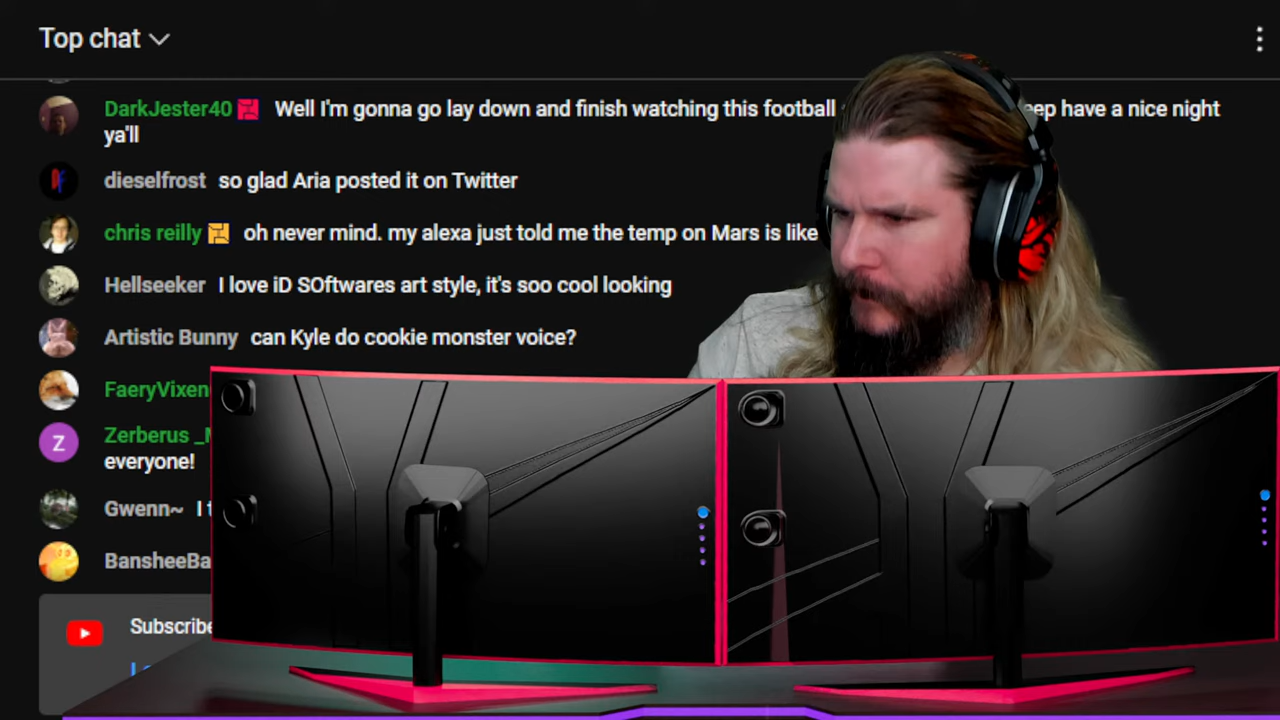 Top chat
DarkJester40 Well I'm gonna go lay down and finish watching this football ep have a nice night
ya'll
dieselfrost so glad Aria posted it on Twitter
chris reilly oh never mind. my alexa just told me the temp on Mars is like
Hellseeker I love iD SOftwares art style, it's soo cool looking
Artistic Bunny can Kyle do cookie monster voice?
FaeryVixen
Zerberus
Z
everyone!
Gwenn~ I
BansheeBa
Subscribe